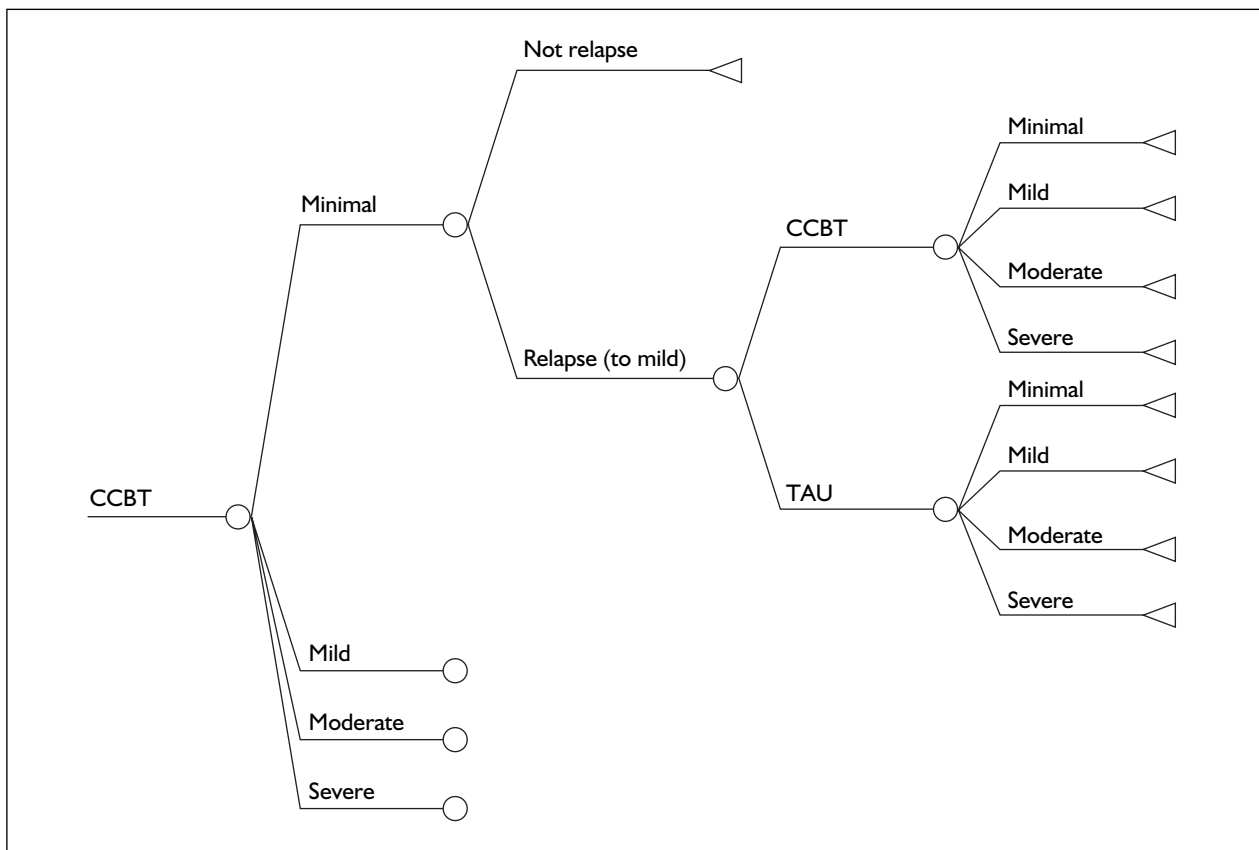 Not relapse
Minimal
Mild
Moderate
Severe
CCBT
Minimal
Relapse (to mild)
Minimal
Mild
Moderate
Severe
TAU
CCBT
Mild
Moderate
Severe